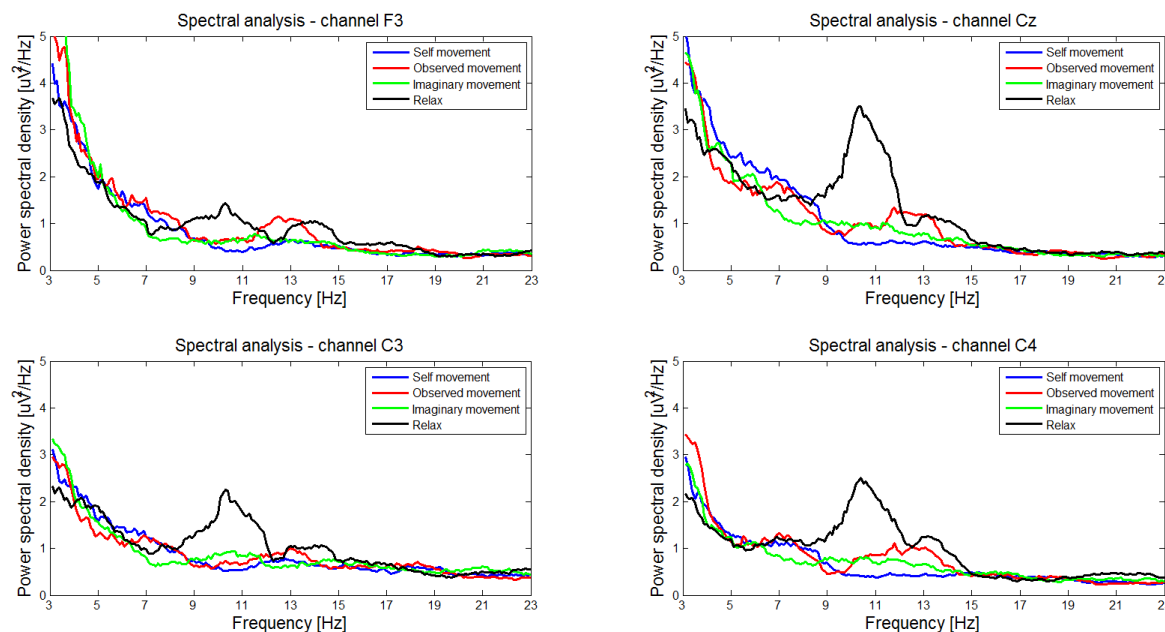 Spectral analysis - channel F3
Power spectral density [uV²/Hz]
5
4
3
2
1
0
Self movement
Observed movement
Imaginary movement
Relax
3 5 7 9 11 13 15 17 19 21 23
Frequency [Hz]
Spectral analysis - channel Cz
Power spectral density [uV²/Hz]
5
4
3
2
1
0
Self movement
Observed movement
Imaginary movement
Relax
3 5 7 9 11 13 15 17 19 21 2
Frequency [Hz]
Spectral analysis - channel C3
Power spectral density [uV²/Hz]
5
4
3
2
1
0
Self movement
Observed movement
Imaginary movement
Relax
3 5 7 9 11 13 15 17 19 21 23
Frequency [Hz]
Spectral analysis - channel C4
Power spectral density [uV²/Hz]
5
4
3
2
1
0
Self movement
Observed movement
Imaginary movement
Relax
3 5 7 9 11 13 15 17 19 21 2
Frequency [Hz]